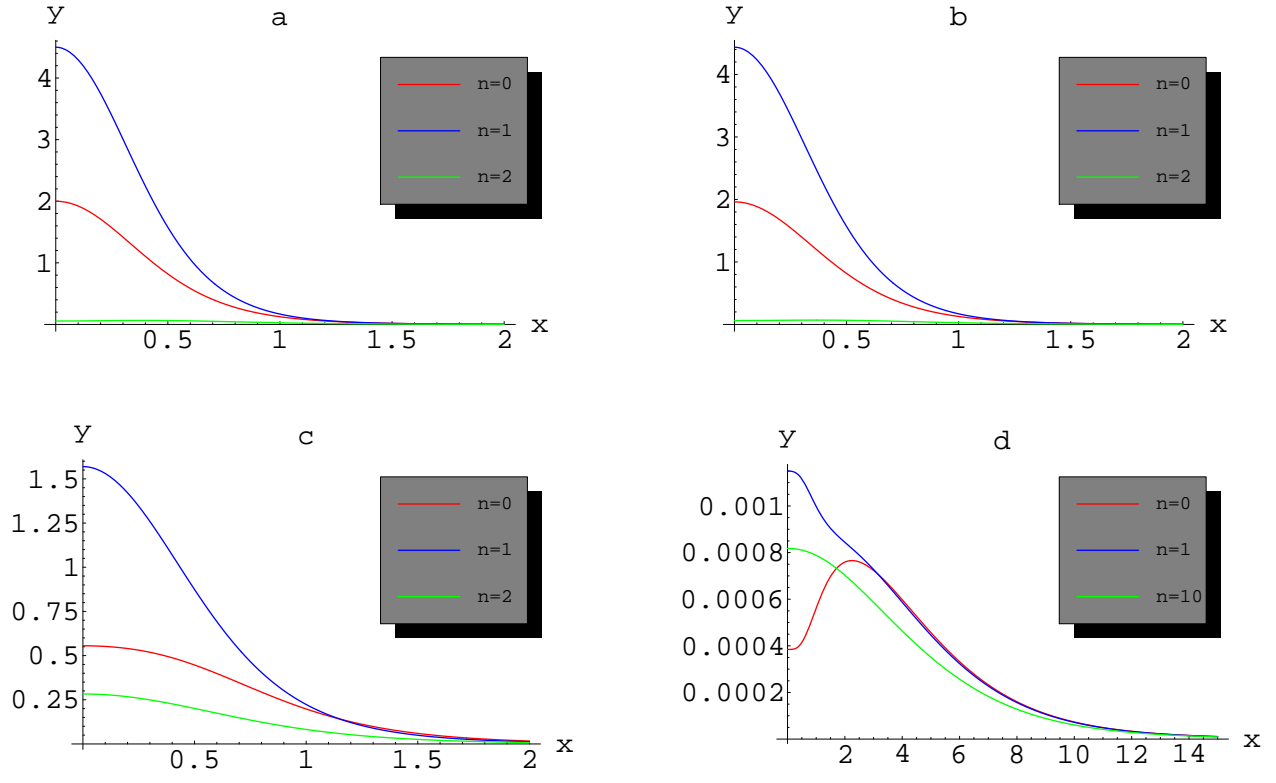 y a
4
3
2
1
0.5 1 1.5 2 x
n=0
n=1
n=2
y b
4
3
2
1
0.5 1 1.5 2 x
n=0
n=1
n=2
y c
1.5
1.25
1
0.75
0.5
0.25
0.5 1 1.5 2 x
n=0
n=1
n=2
y d
0.001
0.0008
0.0006
0.0004
0.0002
2 4 6 8 10 12 14 x
n=0
n=1
n=10